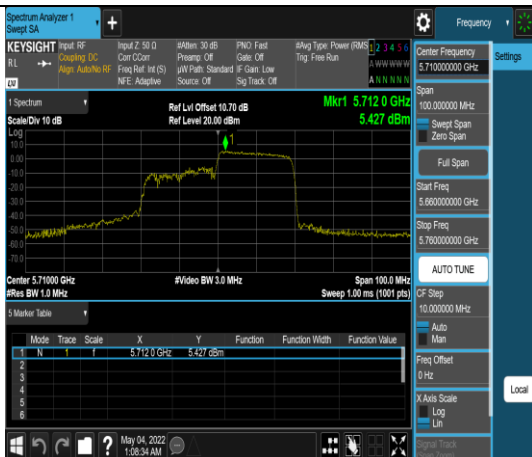 Spectrum Analyzer 1
Swept SA
Frequency
Settings
KEYSIGHT
RL
LXI
Input: RF
Coupling: DC
Align: Auto/No RF
Input Z: 50 Ω
Corr CCorr
Freq Ref: Int (S)
NFE: Adaptive
#Atten: 30 dB
Preamp: Off
µW Path: Standard
Source: Off
PNO: Fast
Gate: Off
IF Gain: Low
Sig Track: Off
#Avg Type: Power (RMS)
Trig: Free Run
1 2 3 4 5 6
A W W W W W
A N N N N N
1 Spectrum
Scale/Div 10 dB
Ref Lvl Offset 10.70 dB
Ref Level 20.00 dBm
Mkr1 5.712 0 GHz
5.427 dBm
Log
10.0
0.00
-10.0
-20.0
-30.0
-40.0
-50.0
-60.0
-70.0
1
Center 5.71000 GHz
#Res BW 1.0 MHz
#Video BW 3.0 MHz
Span 100.0 MHz
Sweep 1.00 ms (1001 pts)
5 Marker Table
Mode Trace Scale X Y Function Function Width Function Value
1 N 1 f 5.712 0 GHz 5.427 dBm
2
3
4
5
6
Center Frequency
5.710000000 GHz
Span
100.000000 MHz
Swept Span
Zero Span
Full Span
Start Freq
5.660000000 GHz
Stop Freq
5.760000000 GHz
AUTO TUNE
CF Step
10.000000 MHz
Auto
Man
Freq Offset
0 Hz
X Axis Scale
Log
Lin
Signal Track
Local
May 04, 2022
1:08:34 AM